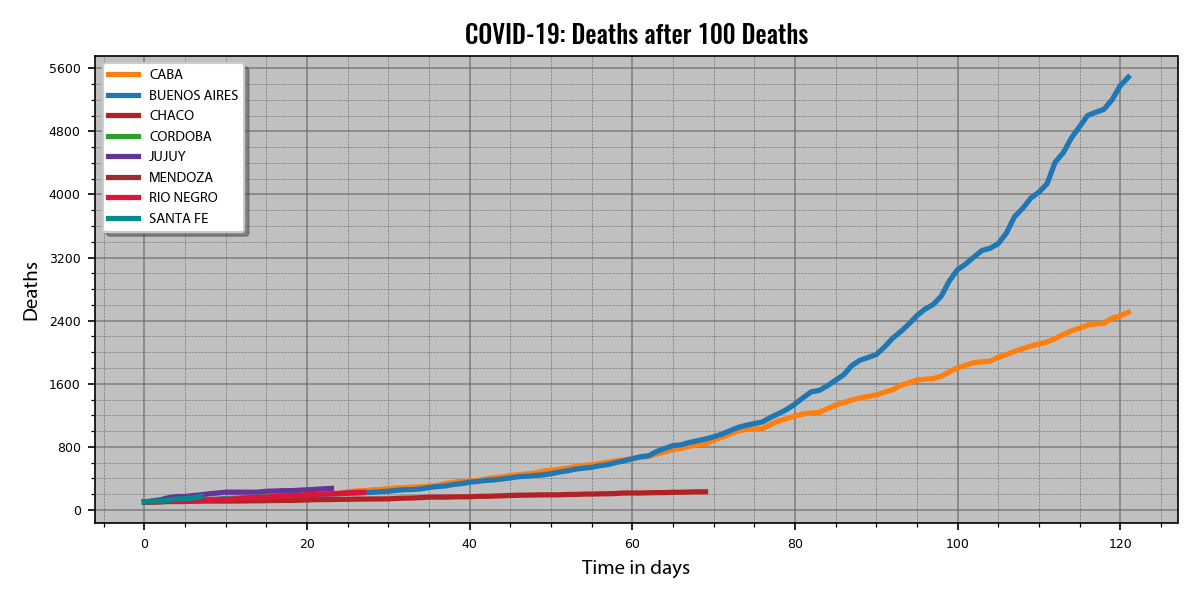 COVID-19: Deaths after 100 Deaths
CABA
BUENOS AIRES
CHACO
CORDOBA
JUJUY
MENDOZA
RIO NEGRO
SANTA FE
5600
4800
4000
3200
2400
1600
800
0
Deaths
0 20 40 60 80 100 120
Time in days